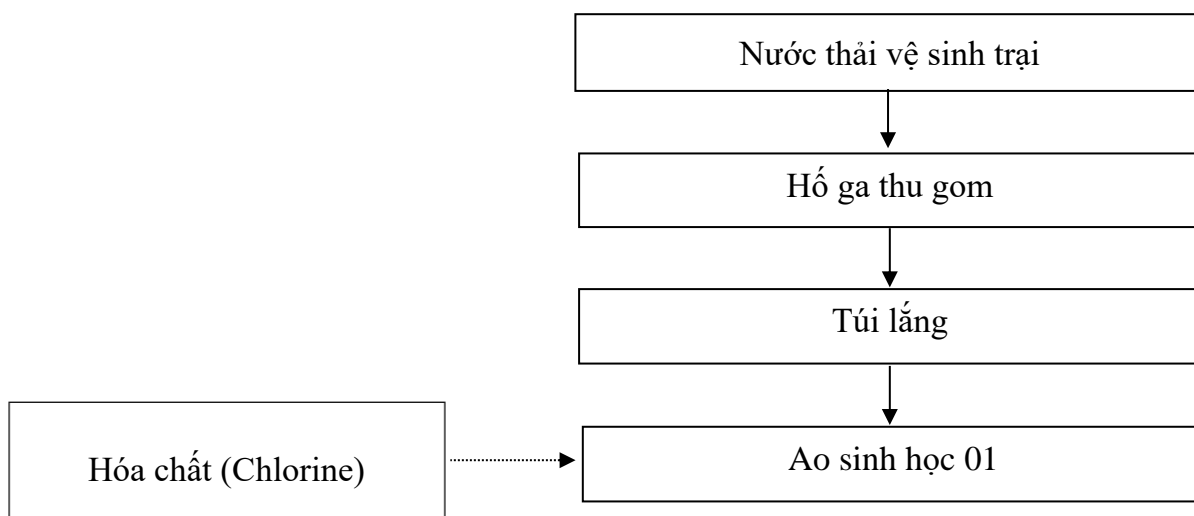 Nước thải vệ sinh trại
Hố ga thu gom
Túi lắng
Hóa chất (Chlorine)
Ao sinh học 01